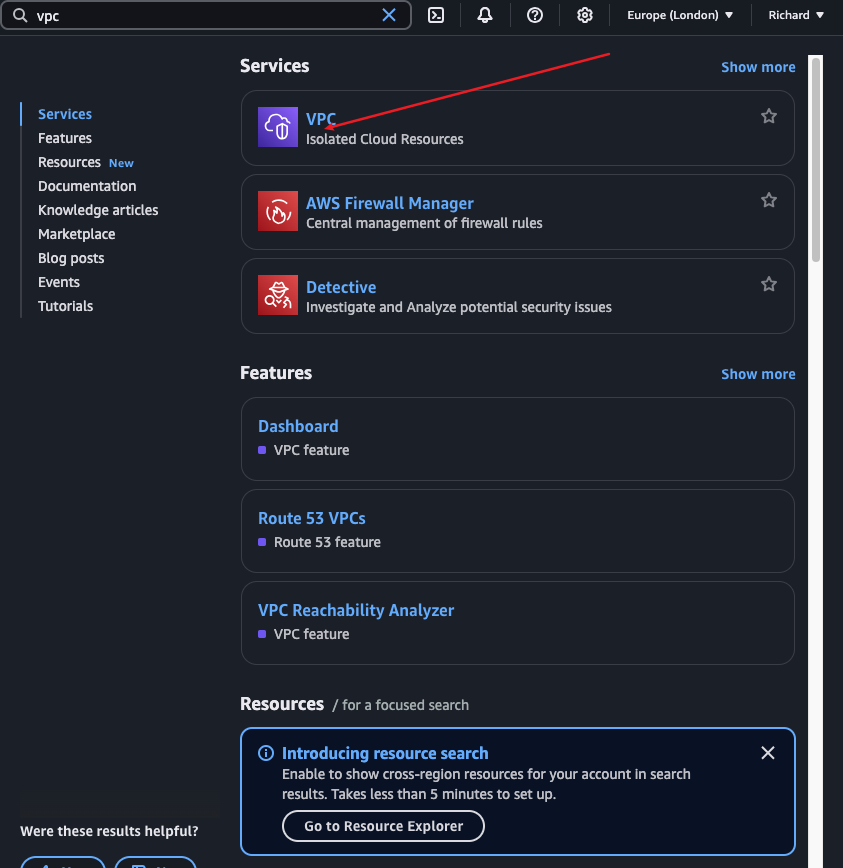 vpc
Europe (London)
Richard
Services
Features
Resources New
Documentation
Knowledge articles
Marketplace
Blog posts
Events
Tutorials
Services
Show more
VPC
Isolated Cloud Resources
AWS Firewall Manager
Central management of firewall rules
Detective
Investigate and Analyze potential security issues
Features
Show more
Dashboard
VPC feature
Route 53 VPCs
Route 53 feature
VPC Reachability Analyzer
VPC feature
Resources / for a focused search
Introducing resource search
Enable to show cross-region resources for your account in search
results. Takes less than 5 minutes to set up.
Go to Resource Explorer
Were these results helpful?